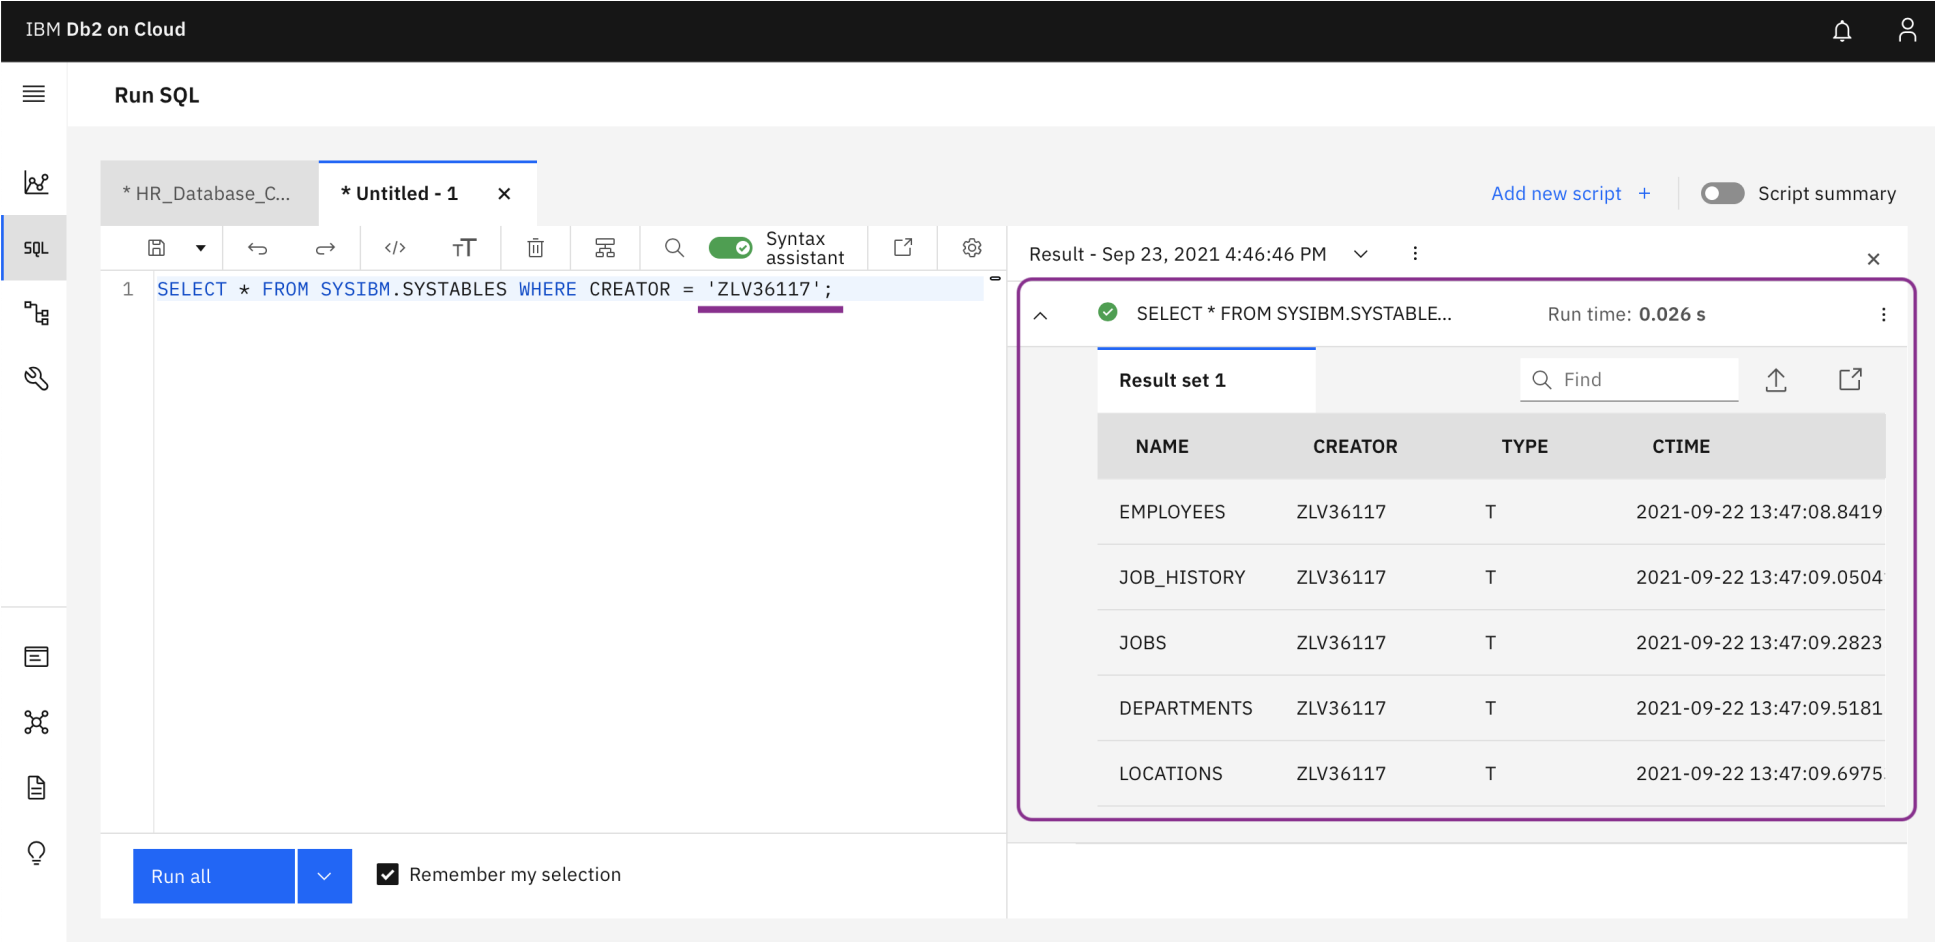 IBM Db2 on Cloud
Run SQL
* HR_Database_C...
* Untitled - 1
Add new script +
Script summary
SQL
</>
TT
Syntax
assistant
1 SELECT * FROM SYSIBM.SYSTABLES WHERE CREATOR = 'ZLV36117';
Result - Sep 23, 2021 4:46:46 PM
SELECT * FROM SYSIBM.SYSTABLE... Run time: 0.026 s
Result set 1
Find
NAME CREATOR TYPE CTIME
EMPLOYEES ZLV36117 T 2021-09-22 13:47:08.8419
JOB_HISTORY ZLV36117 T 2021-09-22 13:47:09.0504
JOBS ZLV36117 T 2021-09-22 13:47:09.2823
DEPARTMENTS ZLV36117 T 2021-09-22 13:47:09.5181
LOCATIONS ZLV36117 T 2021-09-22 13:47:09.6975
Run all
Remember my selection